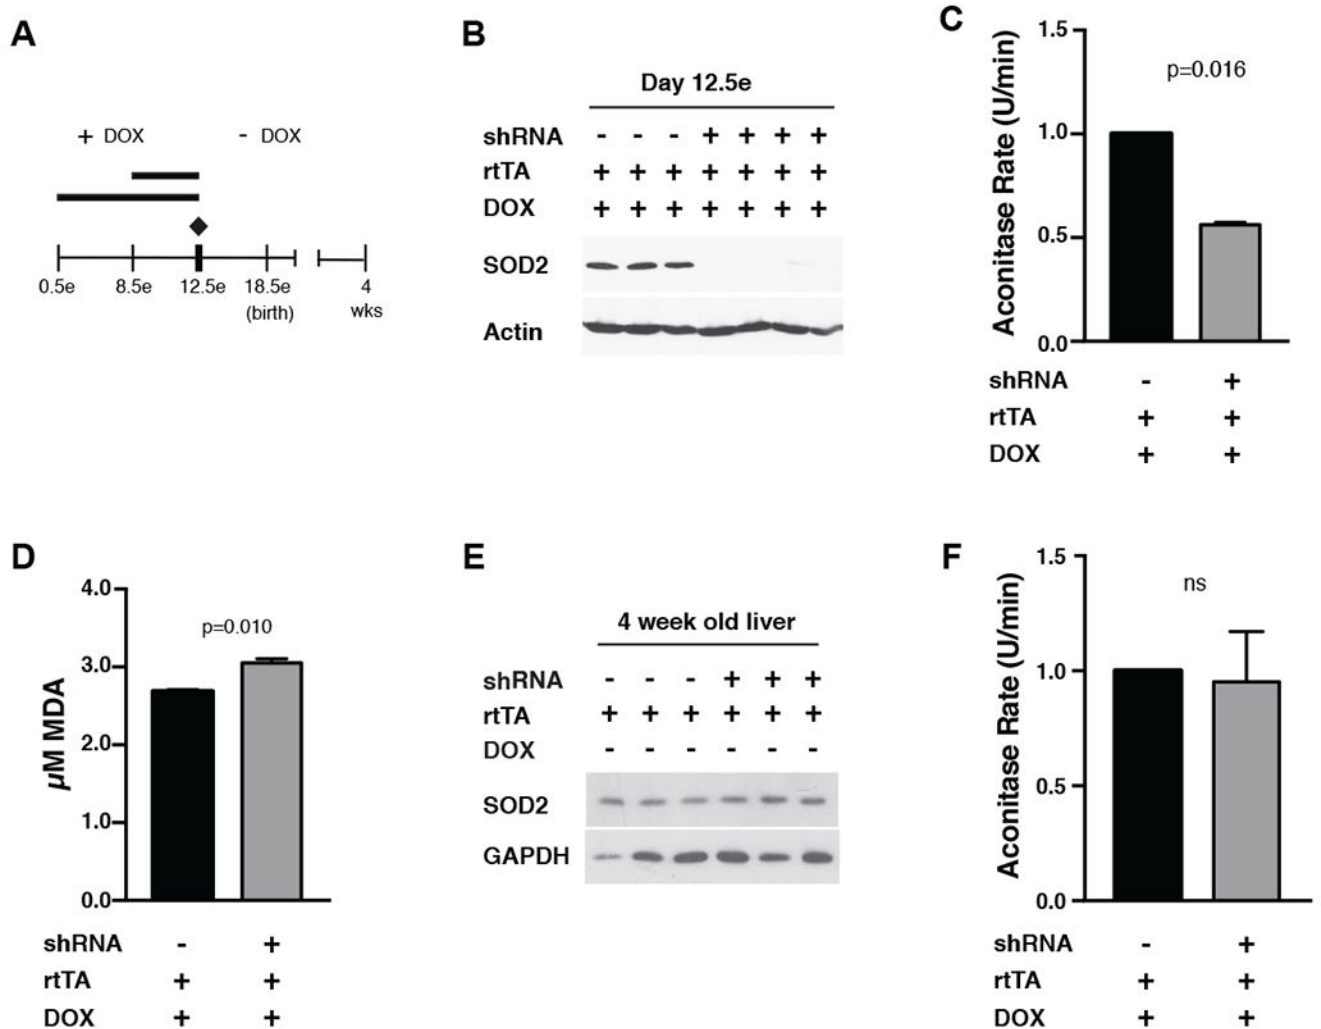 A
+ DOX - DOX
0.5e 8.5e 12.5e 18.5e 4
(birth) wks
B
Day 12.5e
shRNA - - - + + + +
rtTA + + + + + + +
DOX + + + + + + +
SOD2
Actin
C
Aconitase Rate (U/min)
1.5
1.0
0.5
0.0
p=0.016
shRNA - +
rtTA + +
DOX + +
D
µM MDA
4.0
3.0
2.0
1.0
0.0
p=0.010
shRNA - +
rtTA + +
DOX + +
E
4 week old liver
shRNA - - - + + +
rtTA + + + + + +
DOX - - - - - -
SOD2
GAPDH
F
Aconitase Rate (U/min)
1.5
1.0
0.5
0.0
ns
shRNA - +
rtTA + +
DOX + +